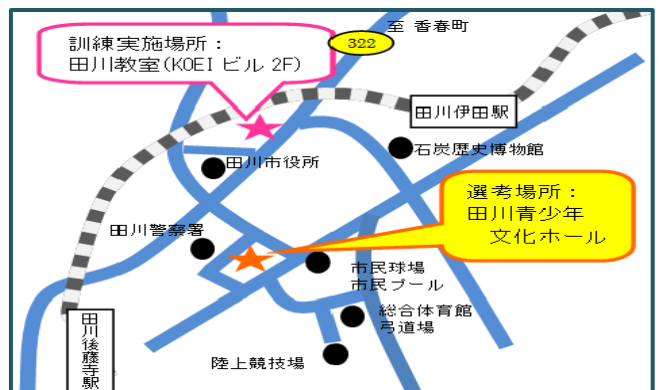 至 香春町
訓練実施場所：
田川教室(KOEI ビル 2F)
322
田川伊田駅
石炭歴史博物館
田川市役所
選考場所：
田川青少年
文化ホール
田川警察署
市民球場
市民プール
総合体育館
弓道場
田川後藤寺駅
陸上競技場